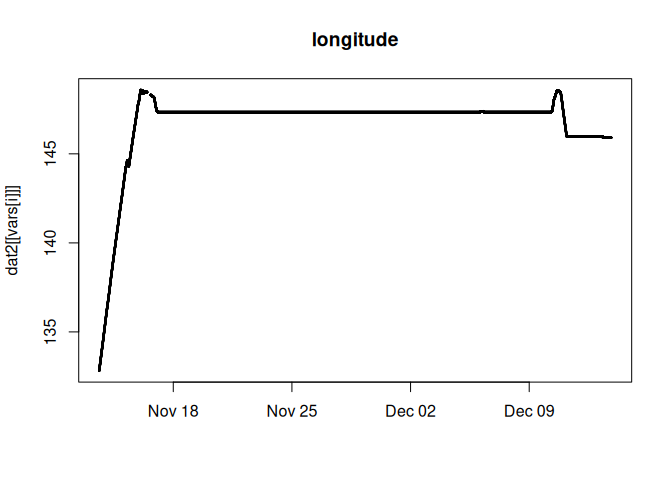 longitude
dat2[[vars[i]]]
145
140
135
Nov 18
Nov 25
Dec 02
Dec 09